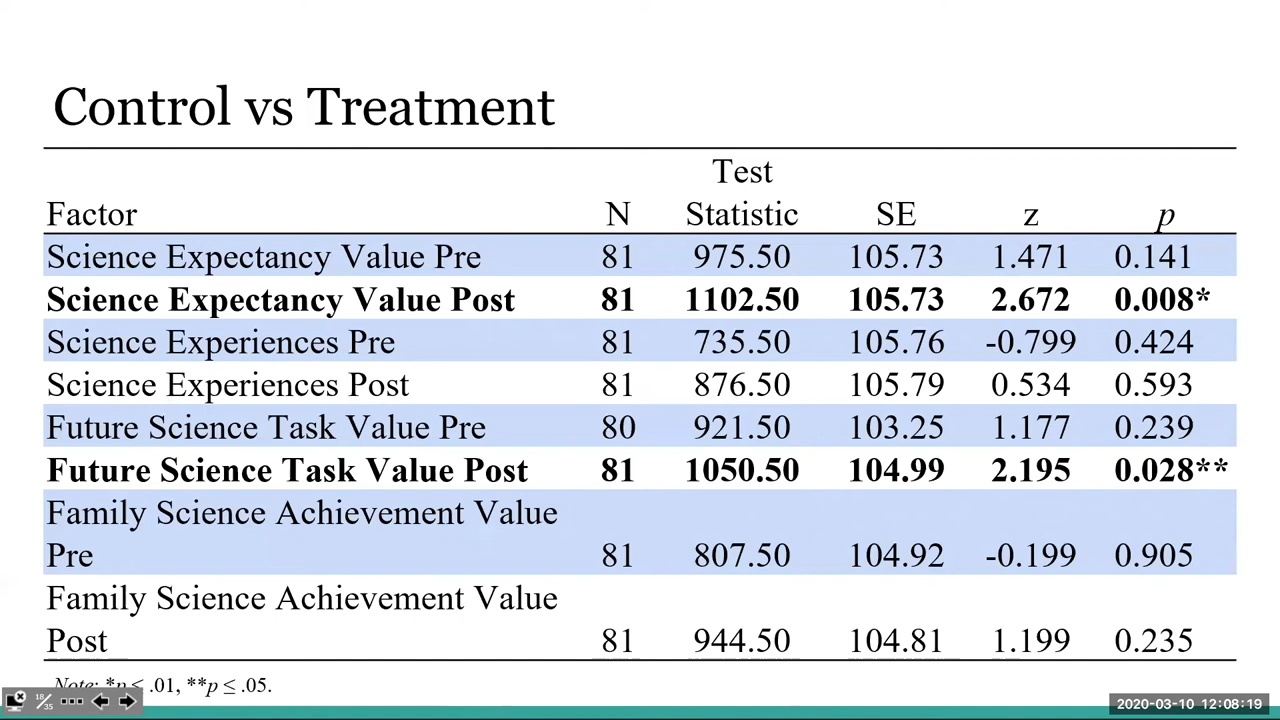 Control vs Treatment
Test
Factor N Statistic SE z p
Science Expectancy Value Pre 81 975.50 105.73 1.471 0.141
Science Expectancy Value Post 81 1102.50 105.73 2.672 0.008*
Science Experiences Pre 81 735.50 105.76 -0.799 0.424
Science Experiences Post 81 876.50 105.79 0.534 0.593
Future Science Task Value Pre 80 921.50 103.25 1.177 0.239
Future Science Task Value Post 81 1050.50 104.99 2.195 0.028**
Family Science Achievement Value
Pre 81 807.50 104.92 -0.199 0.905
Family Science Achievement Value
Post 81 944.50 104.81 1.199 0.235
Note: *p ≤ .01, **p ≤ .05.
18/35
2020-03-10 12:08:19